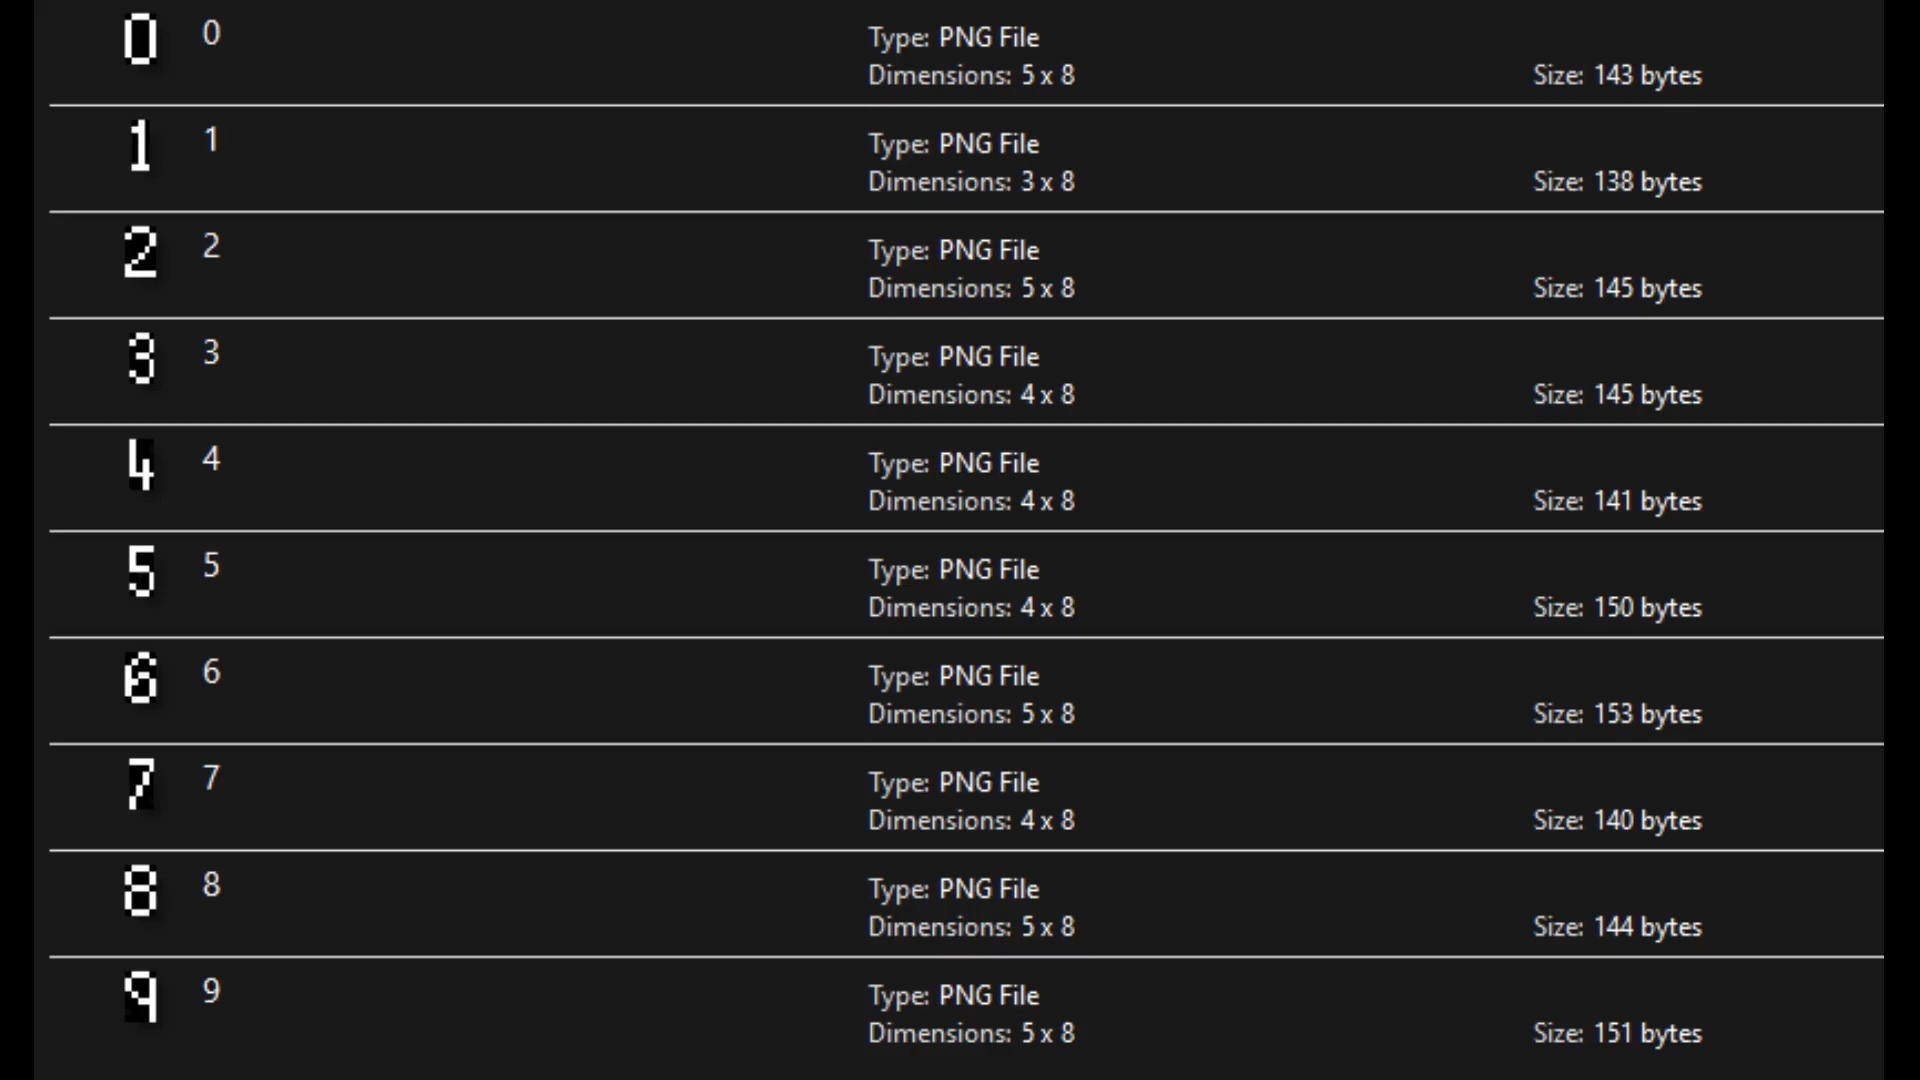 0 0 Type: PNG File
Dimensions: 5 x 8 Size: 143 bytes
1 1 Type: PNG File
Dimensions: 3 x 8 Size: 138 bytes
2 2 Type: PNG File
Dimensions: 5 x 8 Size: 145 bytes
3 3 Type: PNG File
Dimensions: 4 x 8 Size: 145 bytes
4 4 Type: PNG File
Dimensions: 4 x 8 Size: 141 bytes
5 5 Type: PNG File
Dimensions: 4 x 8 Size: 150 bytes
6 6 Type: PNG File
Dimensions: 5 x 8 Size: 153 bytes
7 7 Type: PNG File
Dimensions: 4 x 8 Size: 140 bytes
8 8 Type: PNG File
Dimensions: 5 x 8 Size: 144 bytes
9 9 Type: PNG File
Dimensions: 5 x 8 Size: 151 bytes